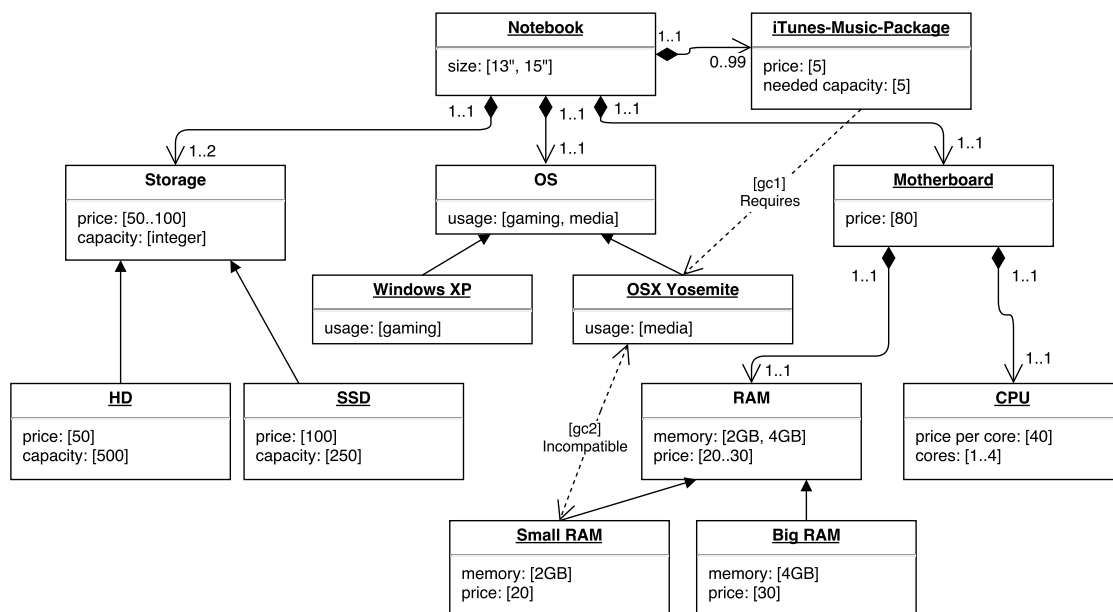 Notebook
size: [13", 15"]
1..1
0..99
iTunes-Music-Package
price: [5]
needed capacity: [5]
1..1
1..1
1..1
1..2
1..1
1..1
Storage
price: [50..100]
capacity: [integer]
OS
usage: [gaming, media]
[gc1]
Requires
Motherboard
price: [80]
Windows XP
usage: [gaming]
OSX Yosemite
usage: [media]
1..1
1..1
1..1
1..1
HD
price: [50]
capacity: [500]
SSD
price: [100]
capacity: [250]
[gc2]
Incompatible
RAM
memory: [2GB, 4GB]
price: [20..30]
CPU
price per core: [40]
cores: [1..4]
Small RAM
memory: [2GB]
price: [20]
Big RAM
memory: [4GB]
price: [30]